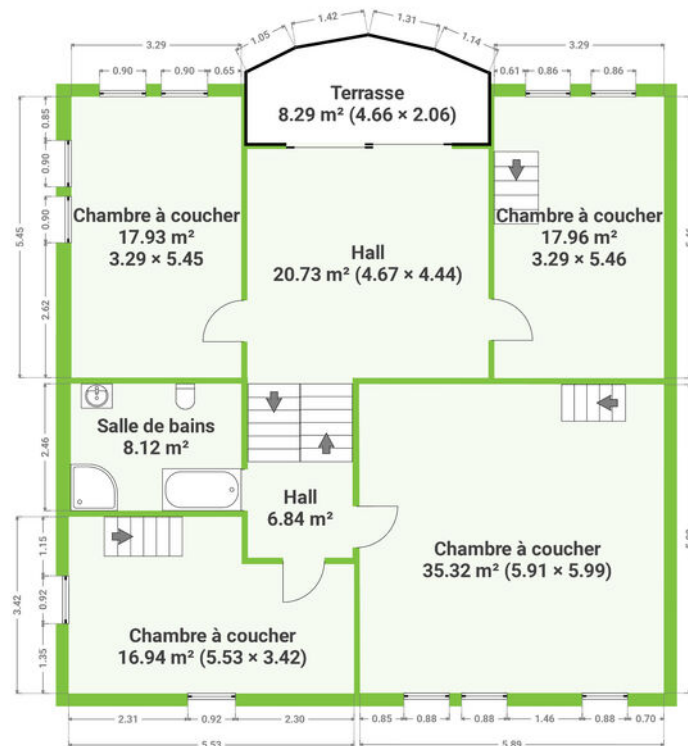 1.42
1.31
1.05
1.14
3.29
3.29
0.90
0.90
0.65
0.61
0.86
0.86
Terrasse
8.29 m² (4.66 × 2.06)
0.85
0.90
0.90
5.45
2.62
Chambre à coucher
17.93 m²
3.29 × 5.45
Hall
20.73 m² (4.67 × 4.44)
Chambre à coucher
17.96 m²
3.29 × 5.46
2.46
Salle de bains
8.12 m²
Hall
6.84 m²
Chambre à coucher
35.32 m² (5.91 × 5.99)
3.42
1.15
0.92
1.35
Chambre à coucher
16.94 m² (5.53 × 3.42)
2.31
0.92
2.30
0.85
0.88
0.88
1.46
0.88
0.70
5.53
5.89